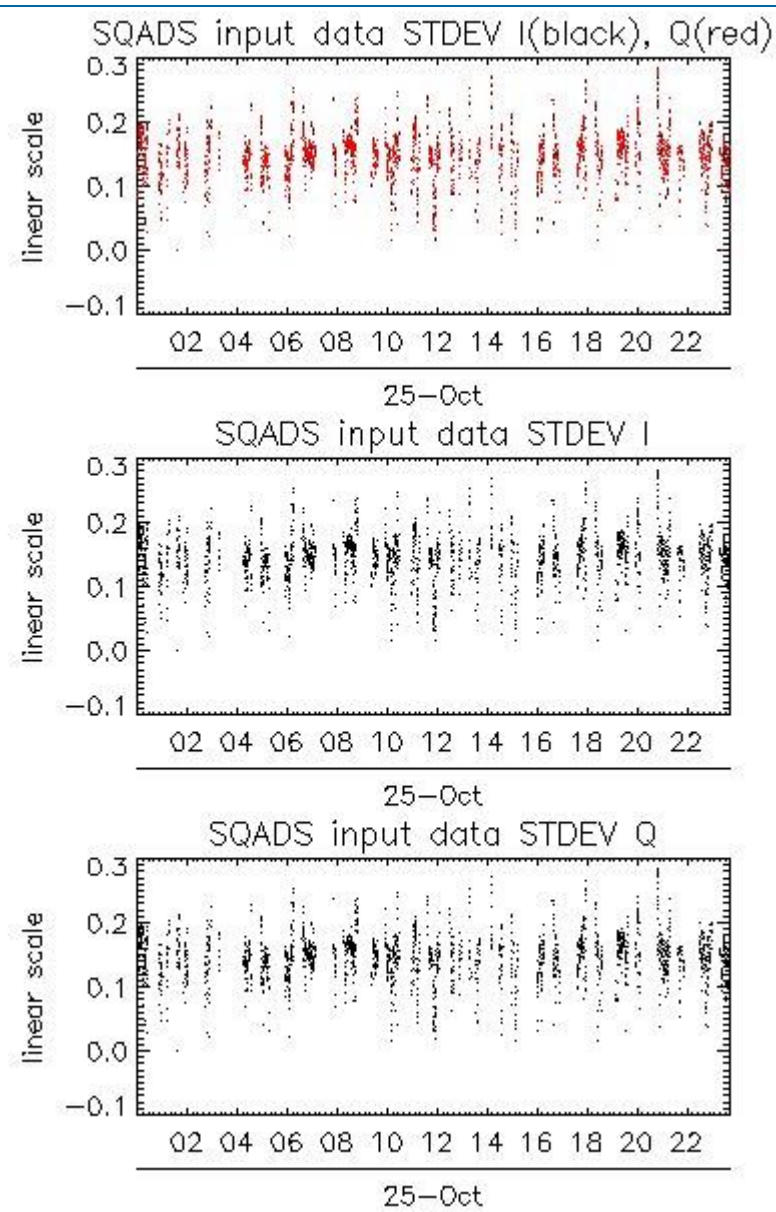 SQADS input data STDEV I(black), Q(red)
0.3
0.2
0.1
0.0
−0.1
linear scale
02 04 06 08 10 12 14 16 18 20 22
25−Oct
SQADS input data STDEV I
0.3
0.2
0.1
0.0
−0.1
linear scale
02 04 06 08 10 12 14 16 18 20 22
25−Oct
SQADS input data STDEV Q
0.3
0.2
0.1
0.0
−0.1
linear scale
02 04 06 08 10 12 14 16 18 20 22
25−Oct